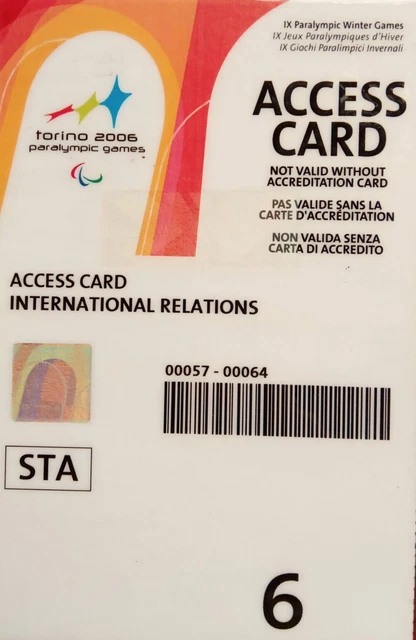 IX Paralympic Winter Games
IX Jeux Paralympiques d'Hiver
IX Giochi Paralimpici Invernali
torino 2006
paralympic games
ACCESS
CARD
NOT VALID WITHOUT
ACCREDITATION CARD
PAS VALIDE SANS LA
CARTE D'ACCRÉDITATION
NON VALIDA SENZA
CARTA DI ACCREDITO
ACCESS CARD
INTERNATIONAL RELATIONS
00057 - 00064
STA
6